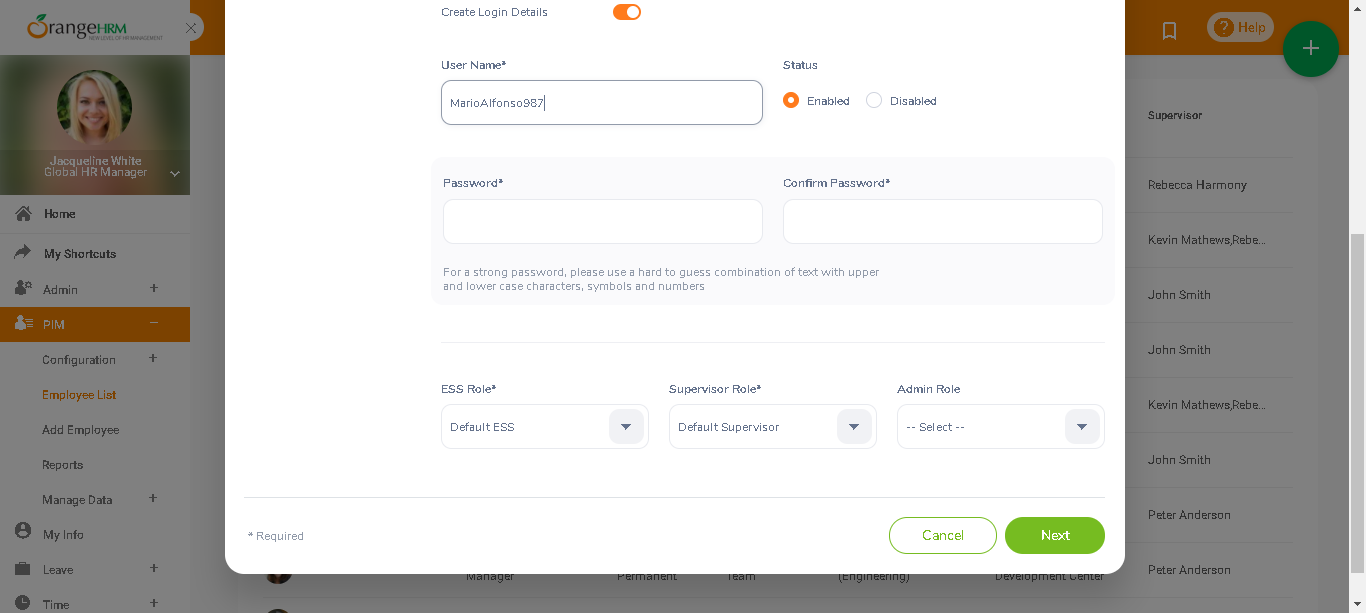 OrangeHRM
NEW LEVEL OF HR MANAGEMENT
Jacqueline White
Global HR Manager
Home
My Shortcuts
Admin
PIM
Configuration
Employee List
Add Employee
Reports
Manage Data
My Info
Leave
Time
Create Login Details
User Name*
MarioAlfonso987
Status
Enabled
Disabled
Password*
Confirm Password*
For a strong password, please use a hard to guess combination of text with upper
and lower case characters, symbols and numbers
ESS Role*
Supervisor Role*
Admin Role
Default ESS
Default Supervisor
-- Select --
* Required
Cancel
Next
Help
Supervisor
Rebecca Harmony
Kevin Mathews,Rebe...
John Smith
John Smith
Kevin Mathews,Rebe...
John Smith
Peter Anderson
Peter Anderson
Manager
Permanent
Team
(Engineering)
Development Center